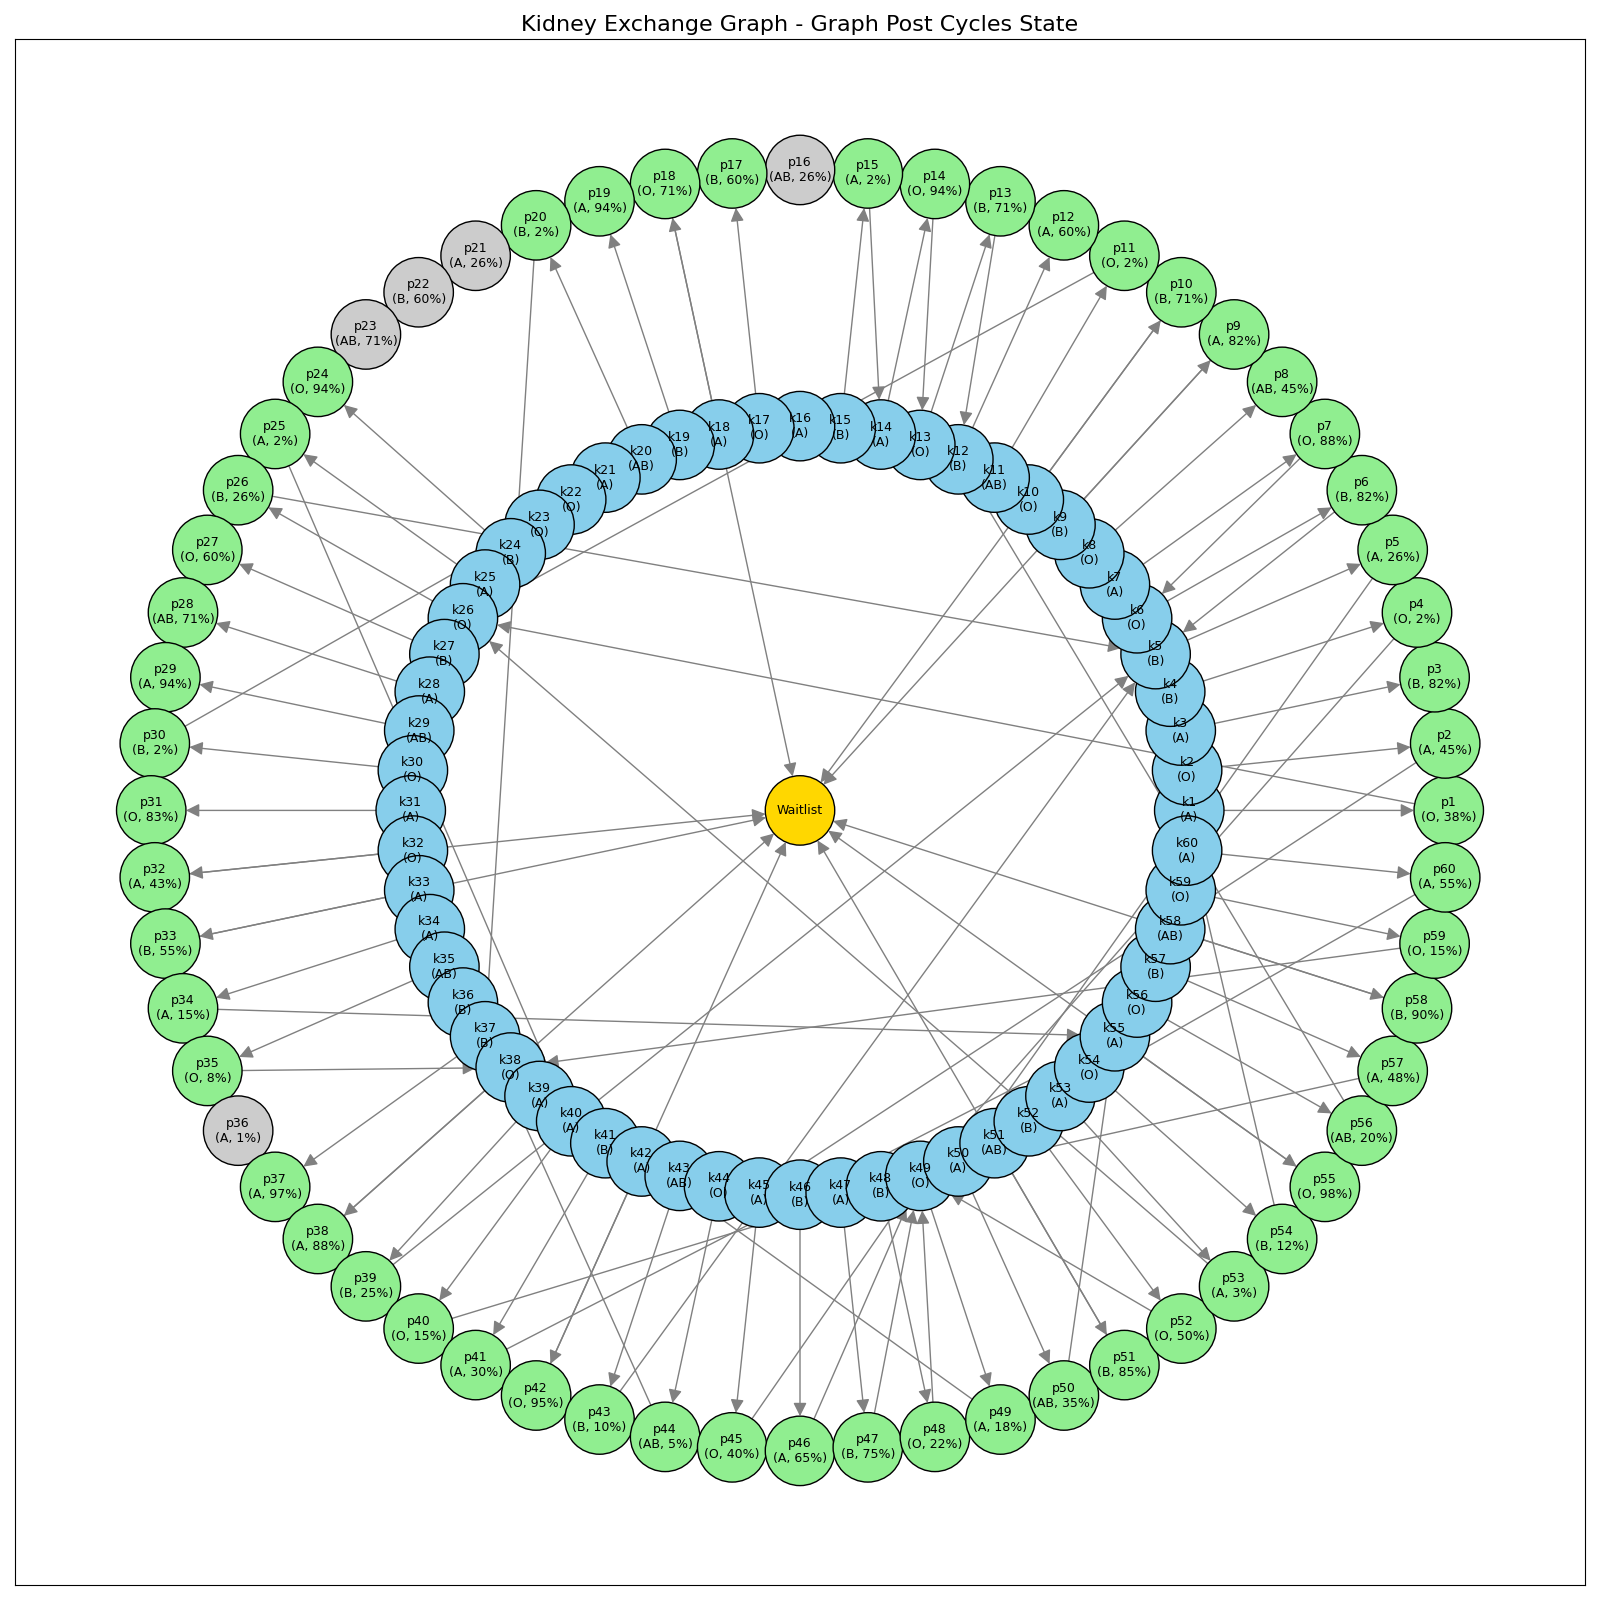 Kidney Exchange Graph - Graph Post Cycles State
p16
(AB, 26%)
p15
(A, 2%)
p14
(O, 94%)
p13
(B, 71%)
p12
(A, 60%)
p11
(O, 2%)
p10
(B, 71%)
p9
(A, 82%)
p8
(AB, 45%)
p7
(O, 88%)
p6
(B, 82%)
p5
(A, 26%)
p4
(O, 2%)
p3
(B, 82%)
p2
(A, 45%)
p1
(O, 38%)
p60
(A, 55%)
p59
(O, 15%)
p58
(B, 90%)
p57
(A, 48%)
p56
(AB, 20%)
p55
(O, 98%)
p54
(B, 12%)
p53
(A, 3%)
p52
(O, 50%)
p51
(B, 85%)
p50
(AB, 35%)
p49
(A, 18%)
p48
(O, 22%)
p47
(B, 75%)
p46
(A, 65%)
p45
(O, 40%)
p44
(AB, 5%)
p43
(B, 10%)
p42
(O, 95%)
p41
(A, 30%)
p40
(O, 15%)
p39
(B, 25%)
p38
(A, 88%)
p37
(A, 97%)
p36
(A, 1%)
p35
(O, 8%)
p34
(A, 15%)
p33
(B, 55%)
p32
(A, 43%)
p31
(O, 83%)
p30
(B, 2%)
p29
(A, 94%)
p28
(AB, 71%)
p27
(O, 60%)
p26
(B, 26%)
p25
(A, 2%)
p24
(O, 94%)
p23
(AB, 71%)
p22
(B, 60%)
p21
(A, 26%)
p20
(B, 2%)
p19
(A, 94%)
p18
(O, 71%)
p17
(B, 60%)
k16
(A)
k15
(B)
k14
(A)
k13
(O)
k12
(B)
k11
(AB)
k10
(O)
k9
(B)
k8
(O)
k7
(A)
k6
(O)
k5
(B)
k4
(B)
k3
(A)
k2
(O)
k1
(A)
k60
(A)
k59
(O)
k58
(AB)
k57
(B)
k56
(O)
k55
(A)
k54
(O)
k53
(A)
k52
(B)
k51
(AB)
k50
(A)
k49
(O)
k48
(B)
k47
(A)
k46
(B)
k45
(A)
k44
(O)
k43
(AB)
k42
(A)
k41
(B)
k40
(A)
k39
(A)
k38
(O)
k37
(B)
k36
(B)
k35
(AB)
k34
(A)
k33
(A)
k32
(O)
k31
(A)
k30
(O)
k29
(AB)
k28
(A)
k27
(B)
k26
(O)
k25
(A)
k24
(B)
k23
(O)
k22
(O)
k21
(A)
k20
(AB)
k19
(B)
k18
(A)
k17
(O)
Waitlist